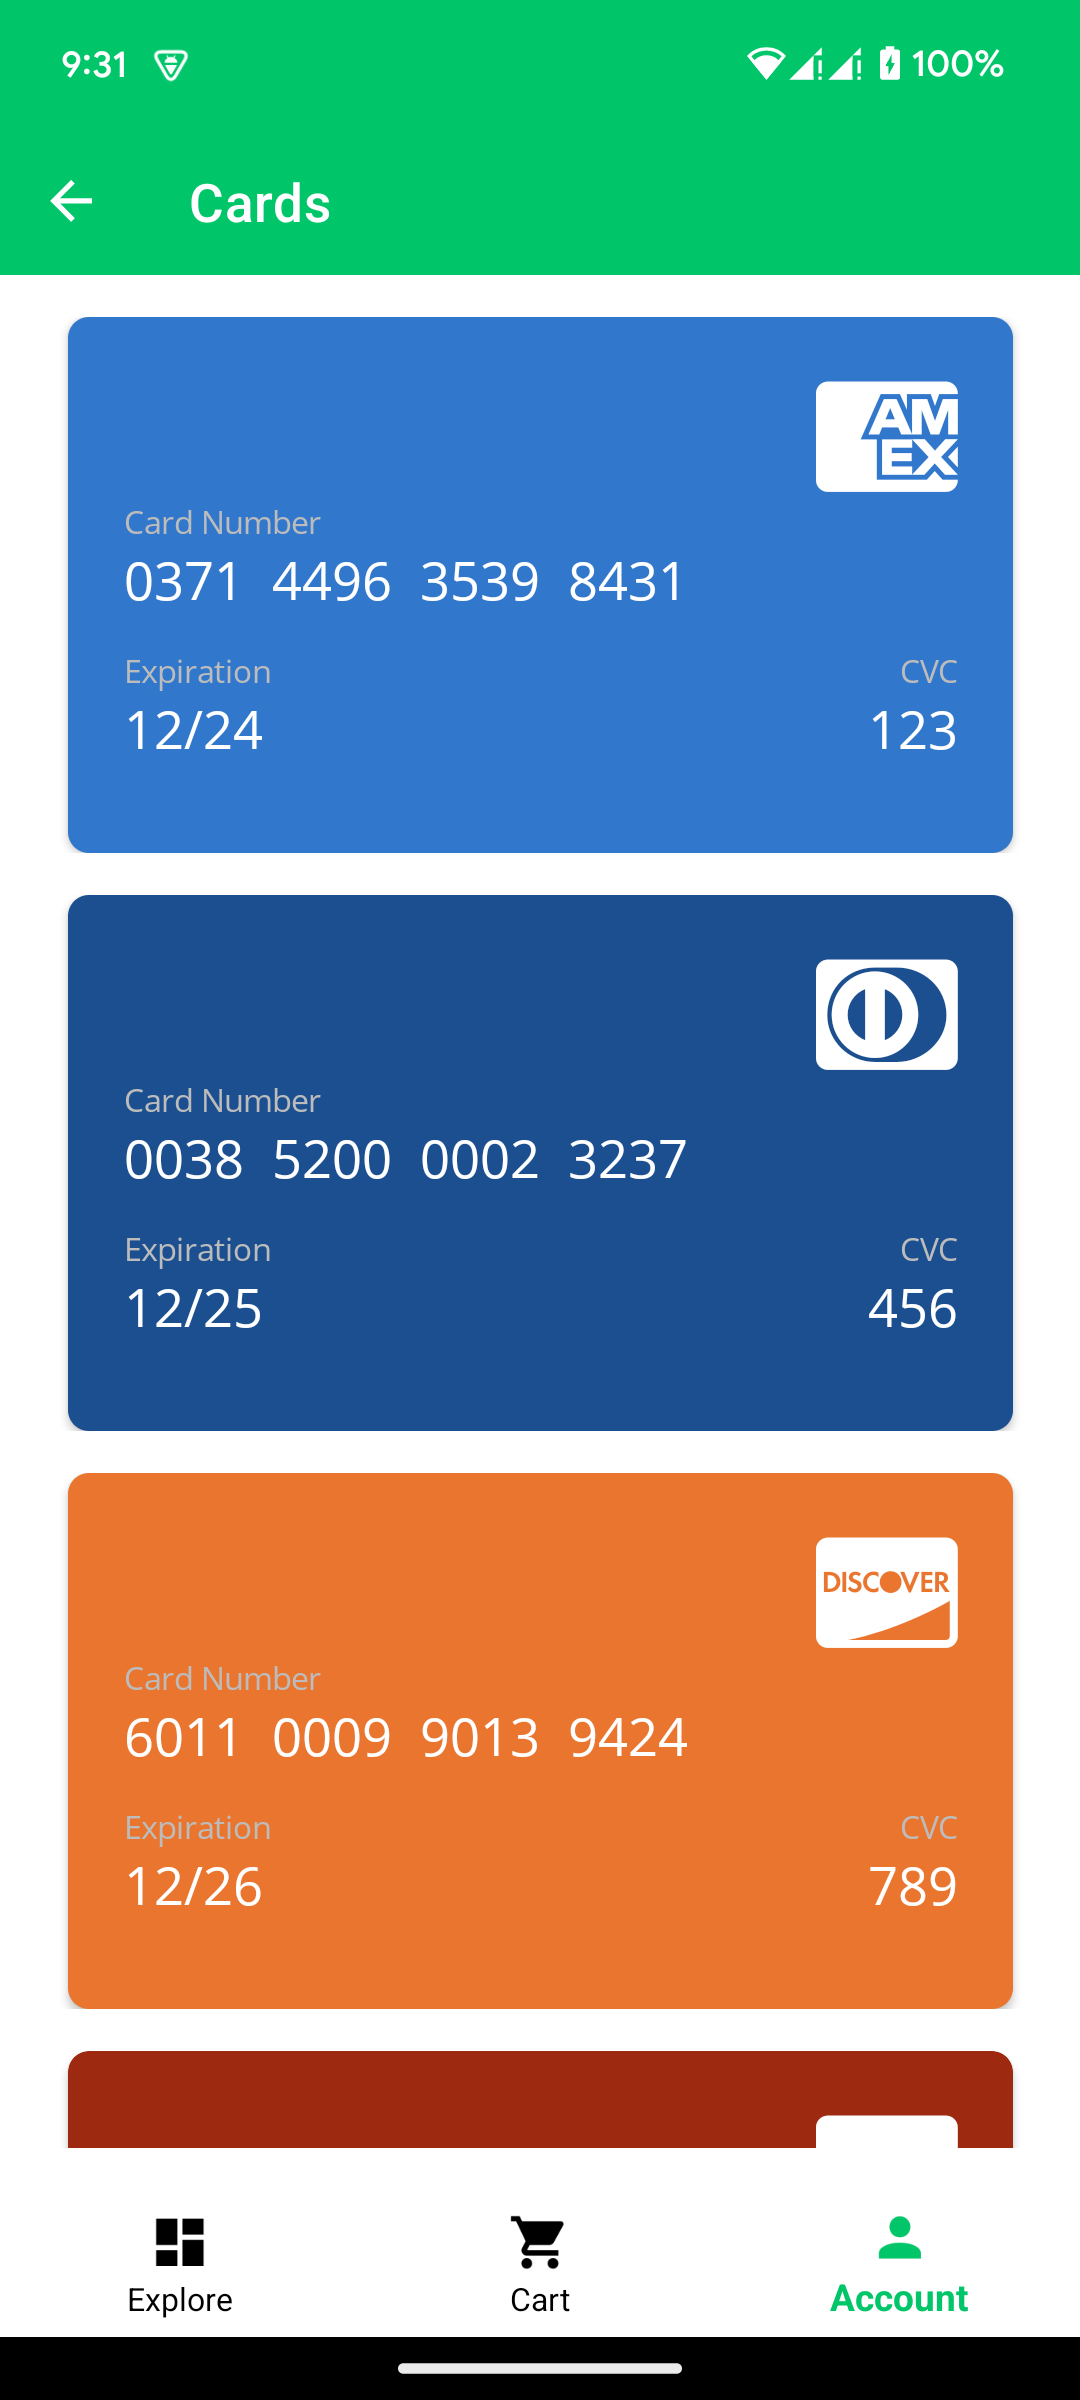 9:31 100%
Cards
AM
EX
Card Number
0371 4496 3539 8431
Expiration CVC
12/24 123
Card Number
0038 5200 0002 3237
Expiration CVC
12/25 456
DISCOVER
Card Number
6011 0009 9013 9424
Expiration CVC
12/26 789
Explore Cart Account